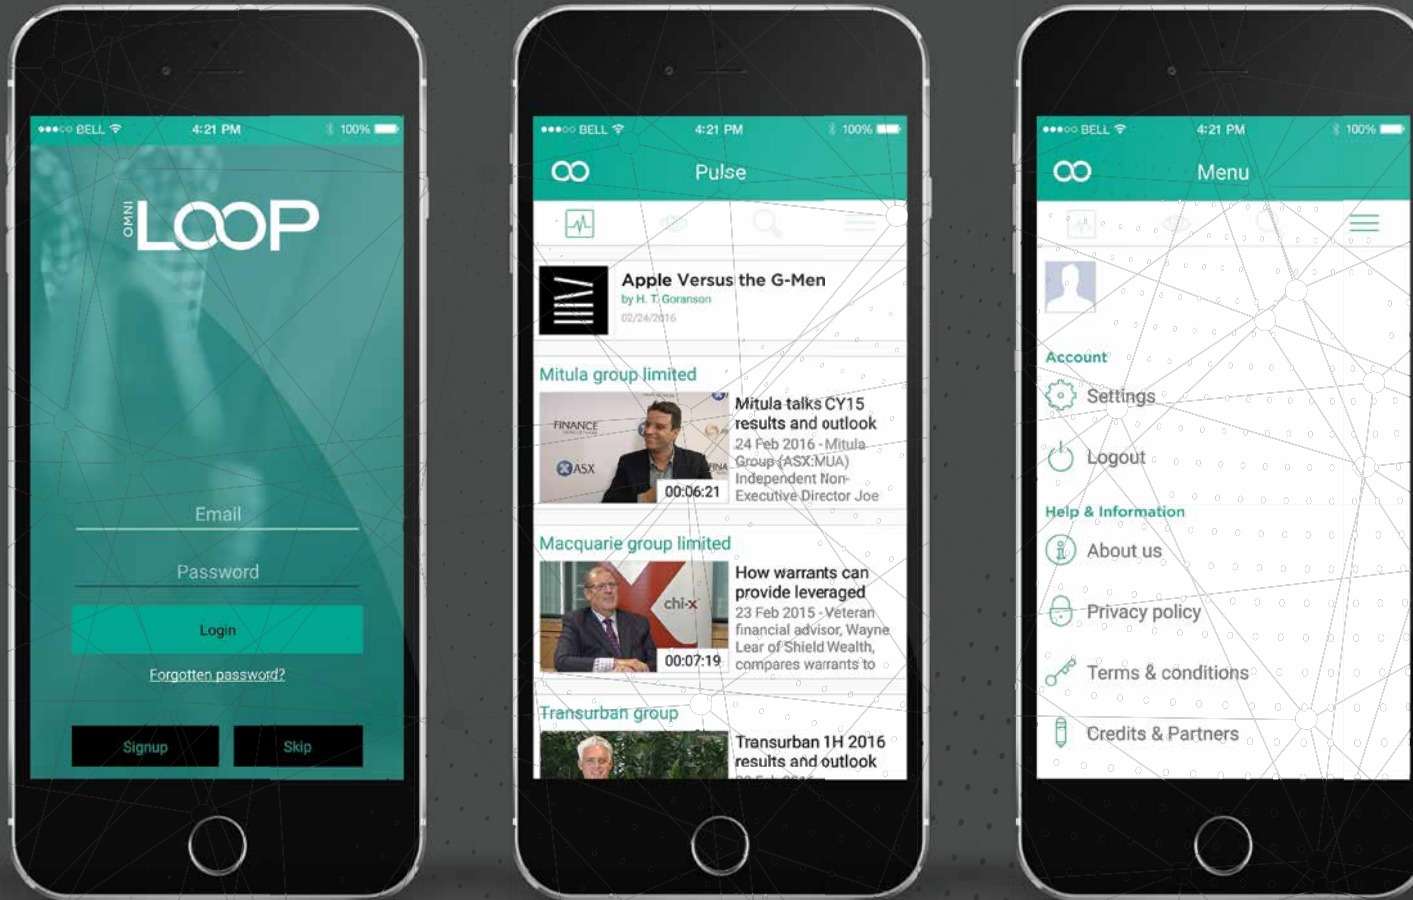 BELL
4:21 PM
100%
OMNI
LOOP
Email
Password
Login
Forgotten password?
Signup
Skip
BELL
4:21 PM
100%
Pulse
Apple Versus the G-Men
by H. T. Goranson
02/24/2016
Mitula group limited
FINANCE
ASX
FINA
00:06:21
Mitula talks CY15
results and outlook
24 Feb 2016 - Mitula
Group (ASX:MUA)
Independent Non-
Executive Director Joe
Macquarie group limited
chi-x
00:07:19
How warrants can
provide leveraged
23 Feb 2015 - Veteran
financial advisor, Wayne
Lear of Shield Wealth,
compares warrants to
Transurban group
Transurban 1H 2016
results and outlook
BELL
4:21 PM
100%
Menu
Account
Settings
Logout
Help & Information
About us
Privacy policy
Terms & conditions
Credits & Partners